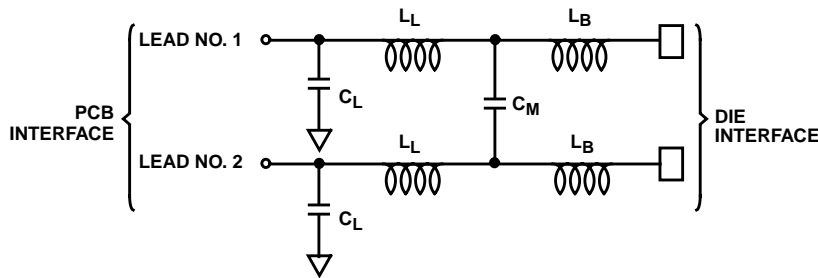 L_L L_B
LEAD NO. 1
C_L C_M
PCB
INTERFACE
DIE
INTERFACE
L_L L_B
LEAD NO. 2
C_L